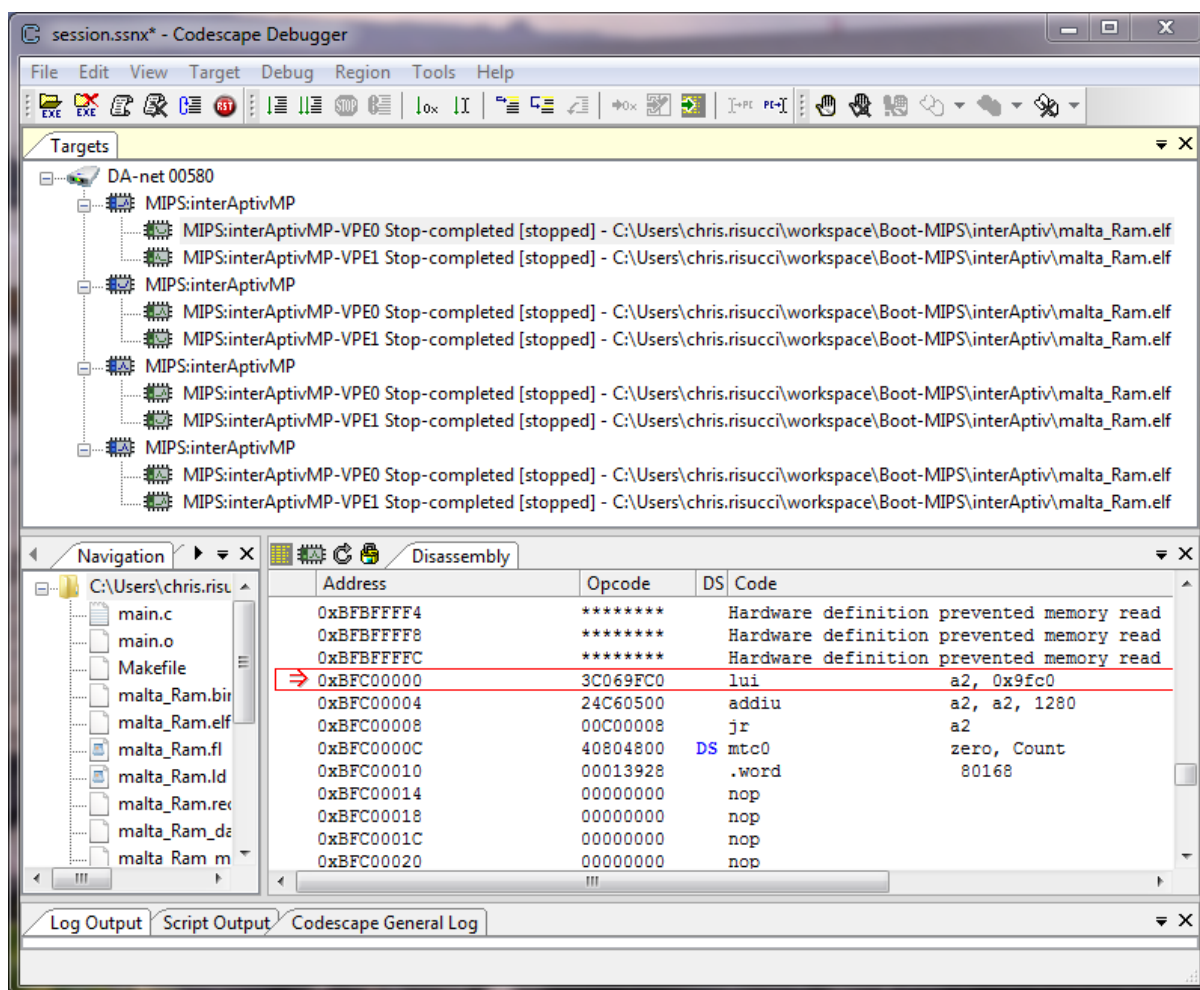 session.ssnx* - Codescape Debugger
File Edit View Target Debug Region Tools Help
EXE EXE RST 0x 0x PC PC
Targets
DA-net 00580
MIPS:interAptivMP
MIPS:interAptivMP-VPE0 Stop-completed [stopped] - C:\Users\chris.risucci\workspace\Boot-MIPS\interAptiv\malta_Ram.elf
MIPS:interAptivMP-VPE1 Stop-completed [stopped] - C:\Users\chris.risucci\workspace\Boot-MIPS\interAptiv\malta_Ram.elf
MIPS:interAptivMP
MIPS:interAptivMP-VPE0 Stop-completed [stopped] - C:\Users\chris.risucci\workspace\Boot-MIPS\interAptiv\malta_Ram.elf
MIPS:interAptivMP-VPE1 Stop-completed [stopped] - C:\Users\chris.risucci\workspace\Boot-MIPS\interAptiv\malta_Ram.elf
MIPS:interAptivMP
MIPS:interAptivMP-VPE0 Stop-completed [stopped] - C:\Users\chris.risucci\workspace\Boot-MIPS\interAptiv\malta_Ram.elf
MIPS:interAptivMP-VPE1 Stop-completed [stopped] - C:\Users\chris.risucci\workspace\Boot-MIPS\interAptiv\malta_Ram.elf
MIPS:interAptivMP
MIPS:interAptivMP-VPE0 Stop-completed [stopped] - C:\Users\chris.risucci\workspace\Boot-MIPS\interAptiv\malta_Ram.elf
MIPS:interAptivMP-VPE1 Stop-completed [stopped] - C:\Users\chris.risucci\workspace\Boot-MIPS\interAptiv\malta_Ram.elf
Navigation
C:\Users\chris.risu
main.c
main.o
Makefile
malta_Ram.bin
malta_Ram.elf
malta_Ram.fl
malta_Ram.ld
malta_Ram.rec
malta_Ram_da
malta_Ram_m
Disassembly
Address Opcode DS Code
0xBFBFFFF4 ******** Hardware definition prevented memory read
0xBFBFFFF8 ******** Hardware definition prevented memory read
0xBFBFFFFC ******** Hardware definition prevented memory read
0xBFC00000 3C069FC0 lui a2, 0x9fc0
0xBFC00004 24C60500 addiu a2, a2, 1280
0xBFC00008 00C00008 jr a2
0xBFC0000C 40804800 DS mtc0 zero, Count
0xBFC00010 00013928 .word 80168
0xBFC00014 00000000 nop
0xBFC00018 00000000 nop
0xBFC0001C 00000000 nop
0xBFC00020 00000000 nop
Log Output Script Output Codescape General Log